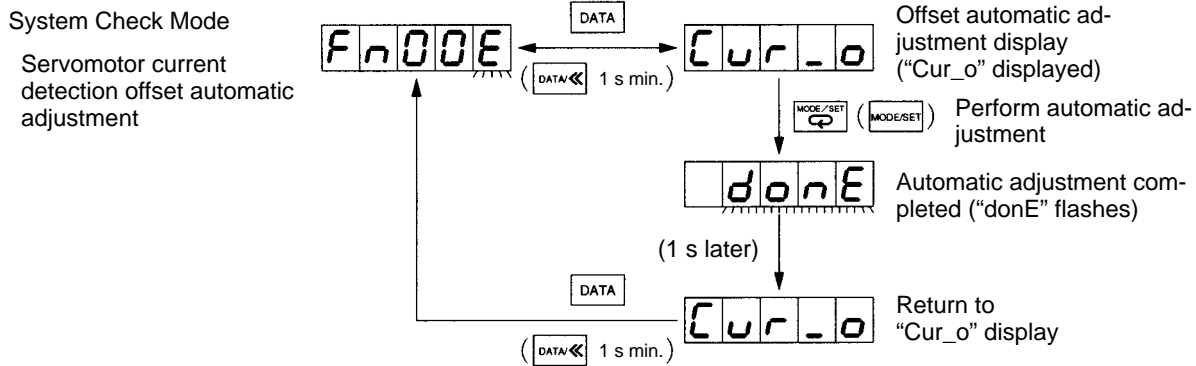 System Check Mode
Servomotor current
detection offset automatic
adjustment
Fn00E
DATA
(DATA/≪ 1 s min.)
Cur_o
Offset automatic ad-
justment display
(“Cur_o” displayed)
MODE/SET (MODE/SET)
Perform automatic ad-
justment
donE
Automatic adjustment com-
pleted (“donE” flashes)
(1 s later)
DATA
(DATA/≪ 1 s min.)
Cur_o
Return to
“Cur_o” display